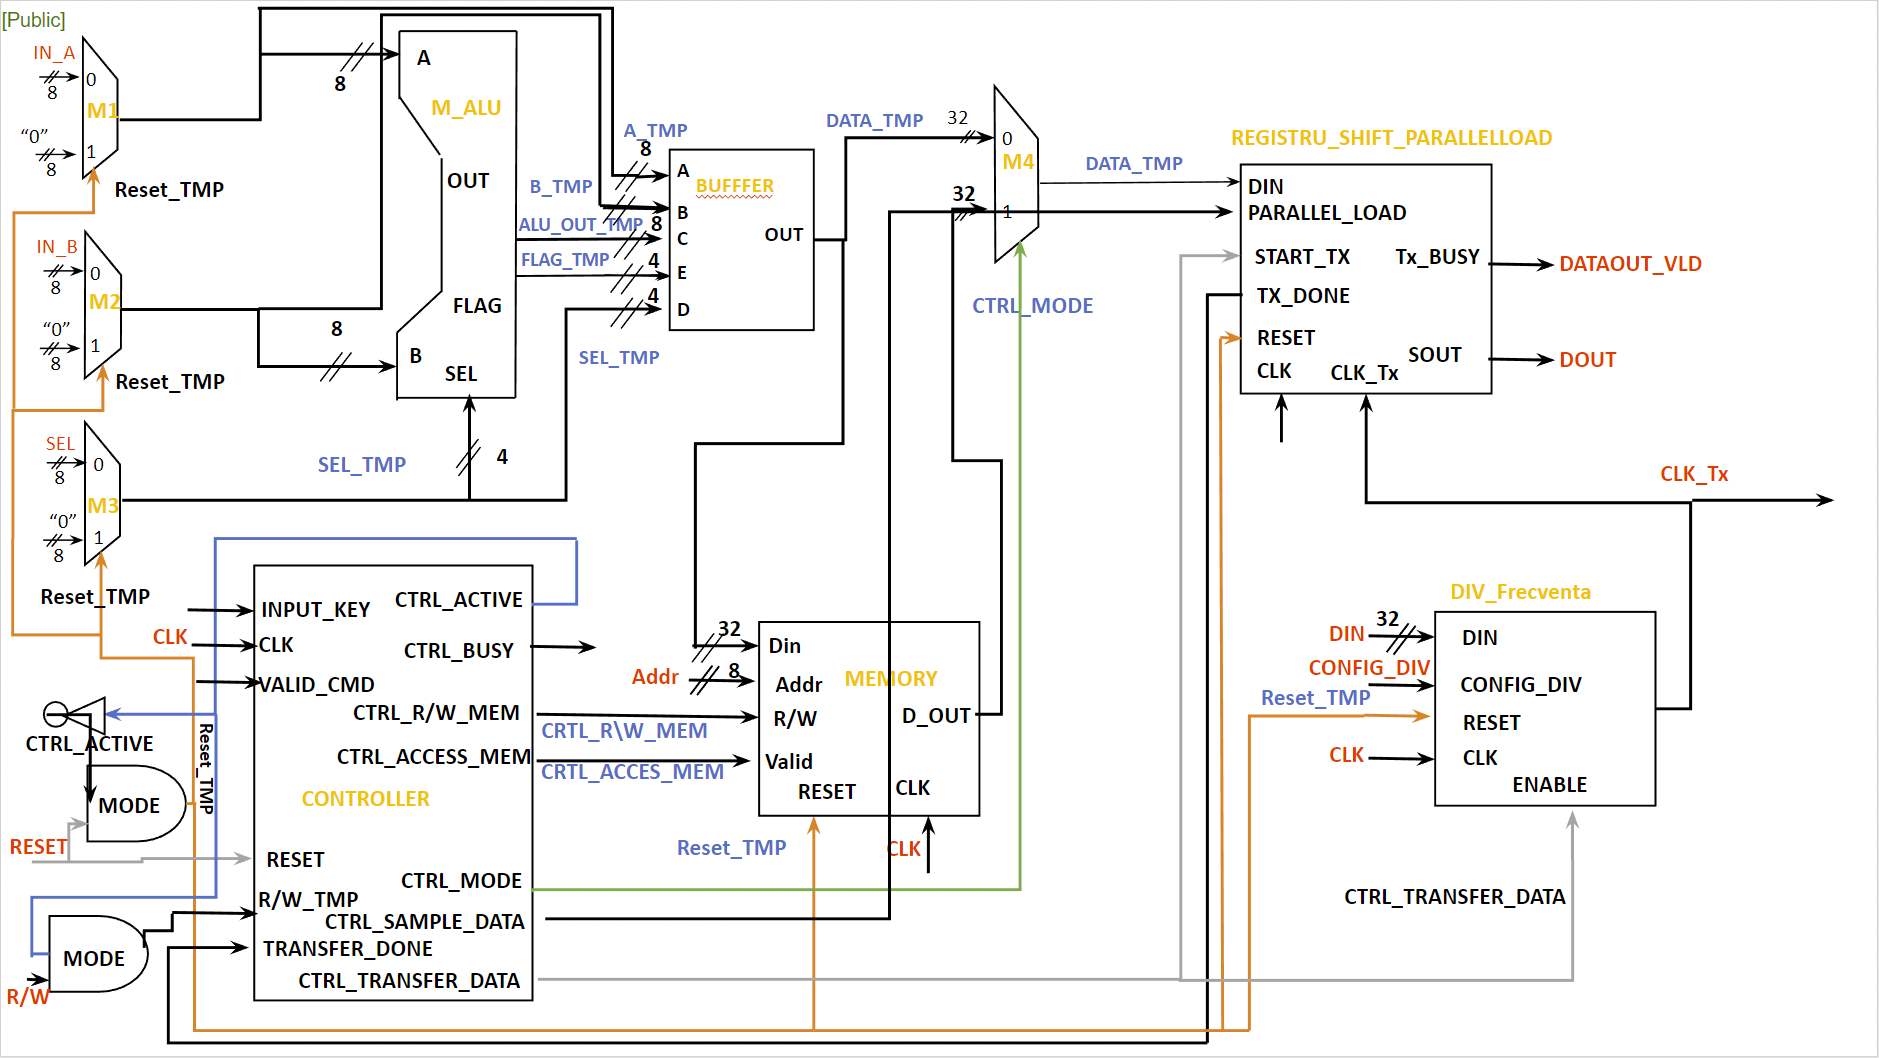 [Public]
IN_A
8
0
M1
"0"
8
1
Reset_TMP
IN_B
8
0
M2
"0"
8
1
Reset_TMP
SEL
8
0
M3
"0"
8
1
Reset_TMP
8
A
M_ALU
OUT
FLAG
8
B
SEL
SEL_TMP
4
A_TMP
8
B_TMP
ALU_OUT_TMP
8
FLAG_TMP
4
4
SEL_TMP
A
BUFFFER
B
C
OUT
E
D
DATA_TMP
32
0
M4
32
1
DATA_TMP
CTRL_MODE
REGISTRU_SHIFT_PARALLELLOAD
DIN
PARALLEL_LOAD
START_TX
Tx_BUSY
DATAOUT_VLD
TX_DONE
RESET
SOUT
DOUT
CLK
CLK_Tx
CLK_Tx
INPUT_KEY
CTRL_ACTIVE
CLK
CLK
CTRL_BUSY
VALID_CMD
CTRL_R/W_MEM
CRTL_R\W_MEM
CTRL_ACCESS_MEM
CRTL_ACCES_MEM
CONTROLLER
CTRL_ACTIVE
Reset_TMP
MODE
RESET
RESET
CTRL_MODE
R/W_TMP
CTRL_SAMPLE_DATA
TRANSFER_DONE
CTRL_TRANSFER_DATA
MODE
R/W
32
Din
Addr
8
Addr
MEMORY
R/W
D_OUT
Valid
RESET
CLK
Reset_TMP
CLK
DIV_Frecventa
DIN
32
DIN
CONFIG_DIV
CONFIG_DIV
Reset_TMP
RESET
CLK
CLK
ENABLE
CTRL_TRANSFER_DATA